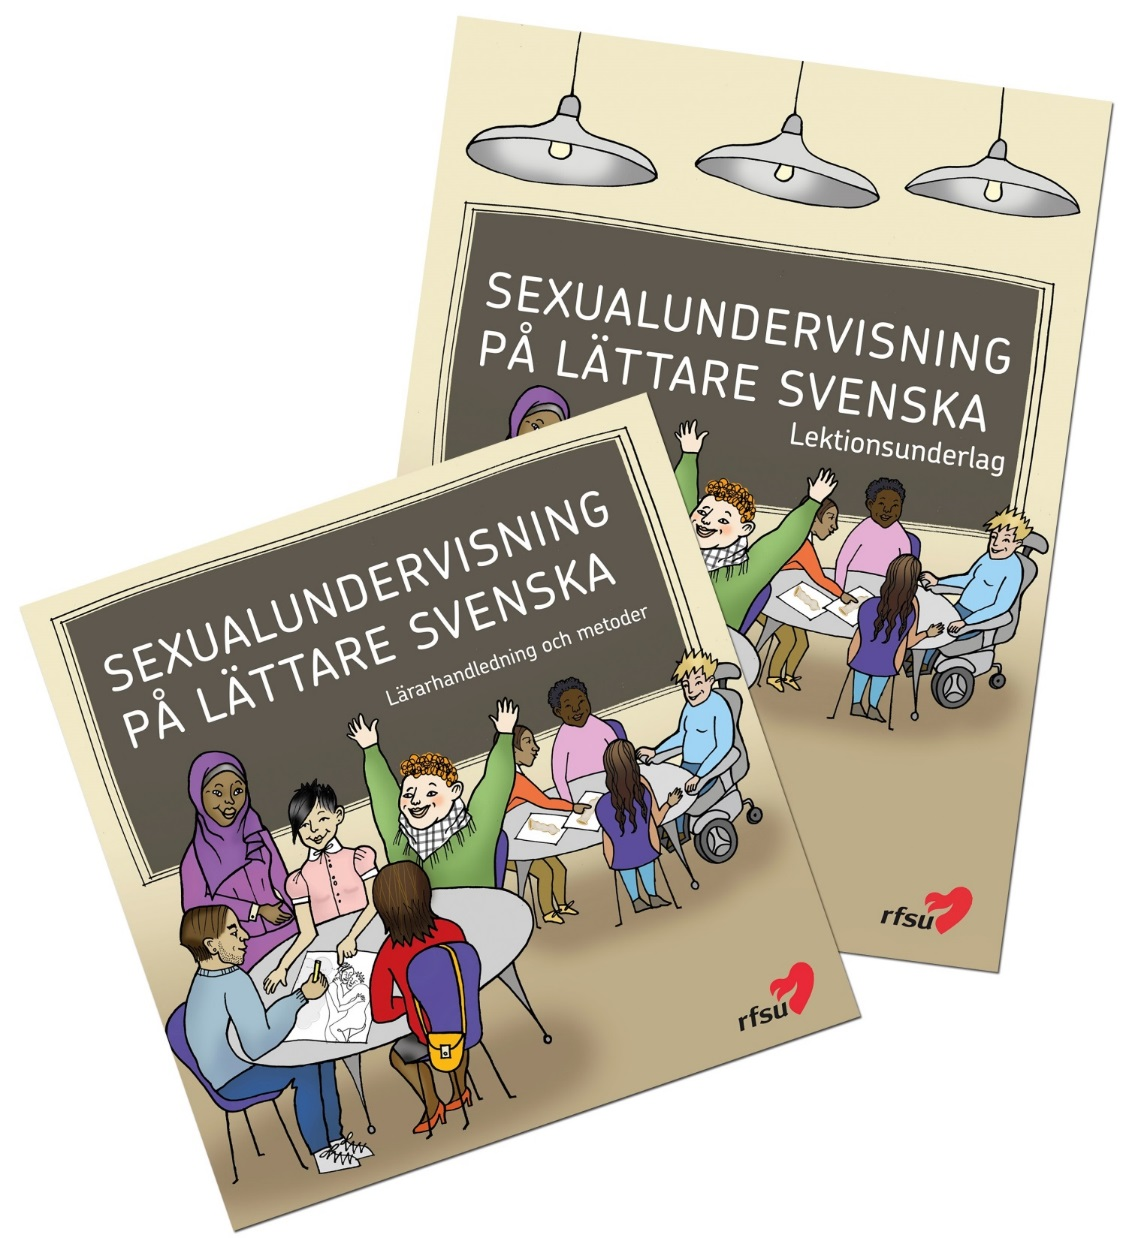 SEXUALUNDERVISNING
PÅ LÄTTARE SVENSKA
Lektionsunderlag
rfsu
SEXUALUNDERVISNING
PÅ LÄTTARE SVENSKA
Lärarhandledning och metoder
rfsu